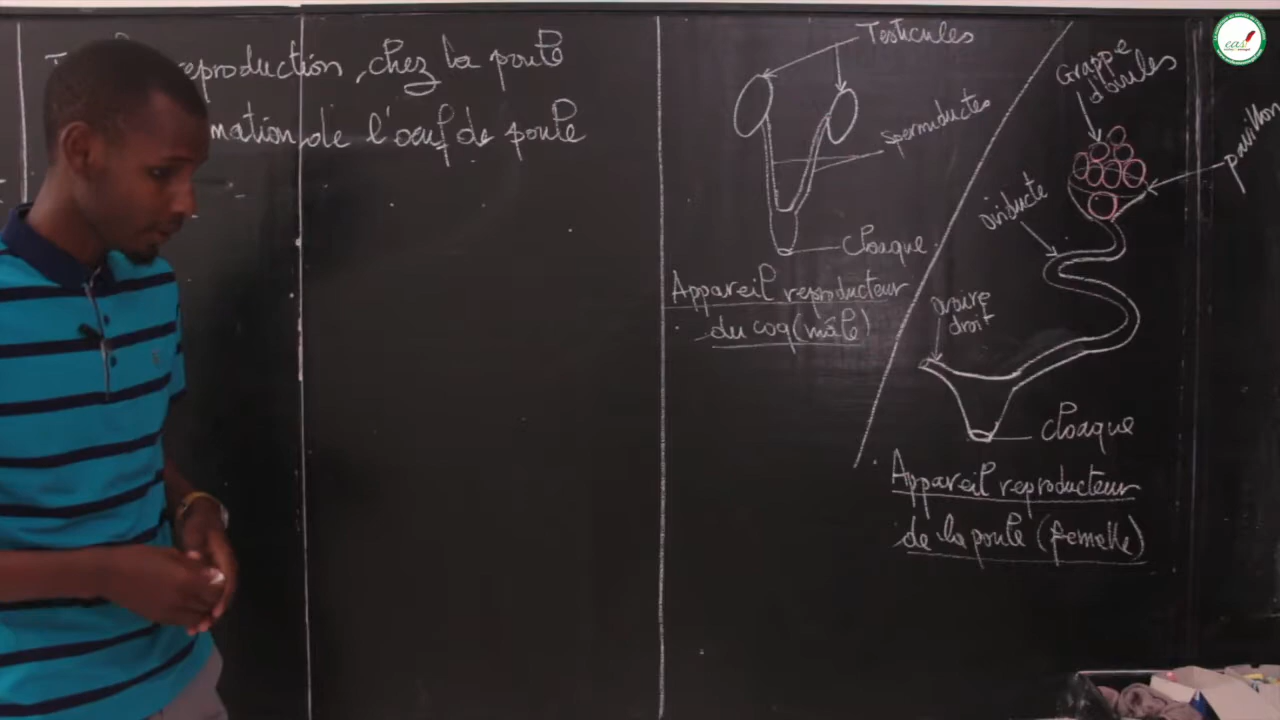 reproduction, chez la poule
mation de l'oeuf de poule
Testicules
spermiductes
Cloaque
Appareil reproducteur
du coq (mâle)
Grappe
d'ovules
pavillon
oviducte
ovaire
droit
Cloaque
Appareil reproducteur
de la poule (femelle)
cas!